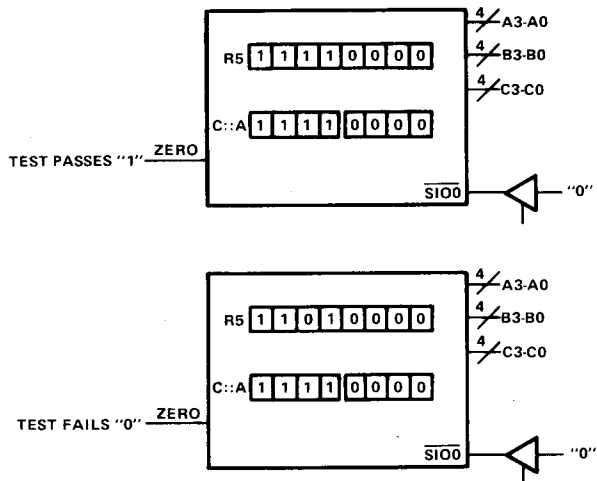 4
A3-A0
R5 1 1 1 1 0 0 0 0
4
B3-B0
4
C3-C0
C::A 1 1 1 1 0 0 0 0
TEST PASSES "1" ZERO
SIO0 "0"
4
A3-A0
R5 1 1 0 1 0 0 0 0
4
B3-B0
4
C3-C0
C::A 1 1 1 1 0 0 0 0
TEST FAILS "0" ZERO
SIO0 "0"